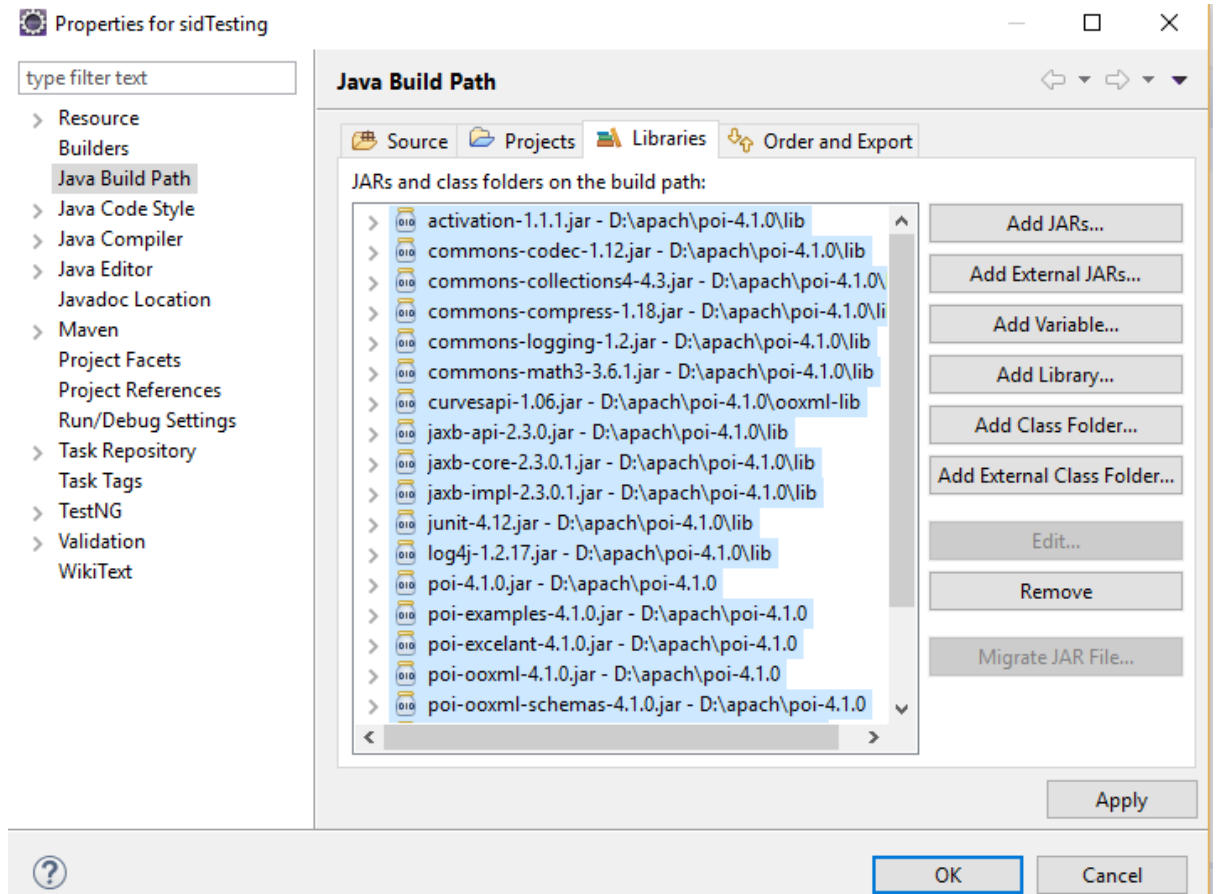 Properties for sidTesting
type filter text
Resource
Builders
Java Build Path
Java Code Style
Java Compiler
Java Editor
Javadoc Location
Maven
Project Facets
Project References
Run/Debug Settings
Task Repository
Task Tags
TestNG
Validation
WikiText
Java Build Path
Source Projects Libraries Order and Export
JARs and class folders on the build path:
activation-1.1.1.jar - D:\apach\poi-4.1.0\lib
commons-codec-1.12.jar - D:\apach\poi-4.1.0\lib
commons-collections4-4.3.jar - D:\apach\poi-4.1.0\
commons-compress-1.18.jar - D:\apach\poi-4.1.0\li
commons-logging-1.2.jar - D:\apach\poi-4.1.0\lib
commons-math3-3.6.1.jar - D:\apach\poi-4.1.0\lib
curvesapi-1.06.jar - D:\apach\poi-4.1.0\ooxml-lib
jaxb-api-2.3.0.jar - D:\apach\poi-4.1.0\lib
jaxb-core-2.3.0.1.jar - D:\apach\poi-4.1.0\lib
jaxb-impl-2.3.0.1.jar - D:\apach\poi-4.1.0\lib
junit-4.12.jar - D:\apach\poi-4.1.0\lib
log4j-1.2.17.jar - D:\apach\poi-4.1.0\lib
poi-4.1.0.jar - D:\apach\poi-4.1.0
poi-examples-4.1.0.jar - D:\apach\poi-4.1.0
poi-excelant-4.1.0.jar - D:\apach\poi-4.1.0
poi-ooxml-4.1.0.jar - D:\apach\poi-4.1.0
poi-ooxml-schemas-4.1.0.jar - D:\apach\poi-4.1.0
Add JARs...
Add External JARs...
Add Variable...
Add Library...
Add Class Folder...
Add External Class Folder...
Edit...
Remove
Migrate JAR File...
Apply
OK
Cancel